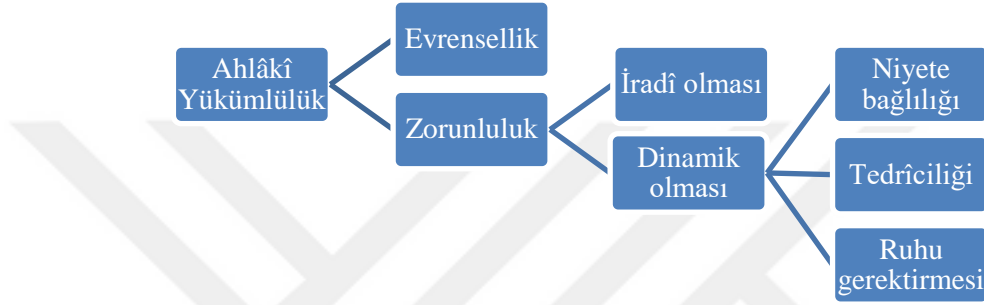 Ahlâkî
Yükümlülük
Evrensellik
Zorunluluk
İradî olması
Dinamik
olması
Niyete
bağlılığı
Tedrîciliği
Ruhu
gerektirmesi